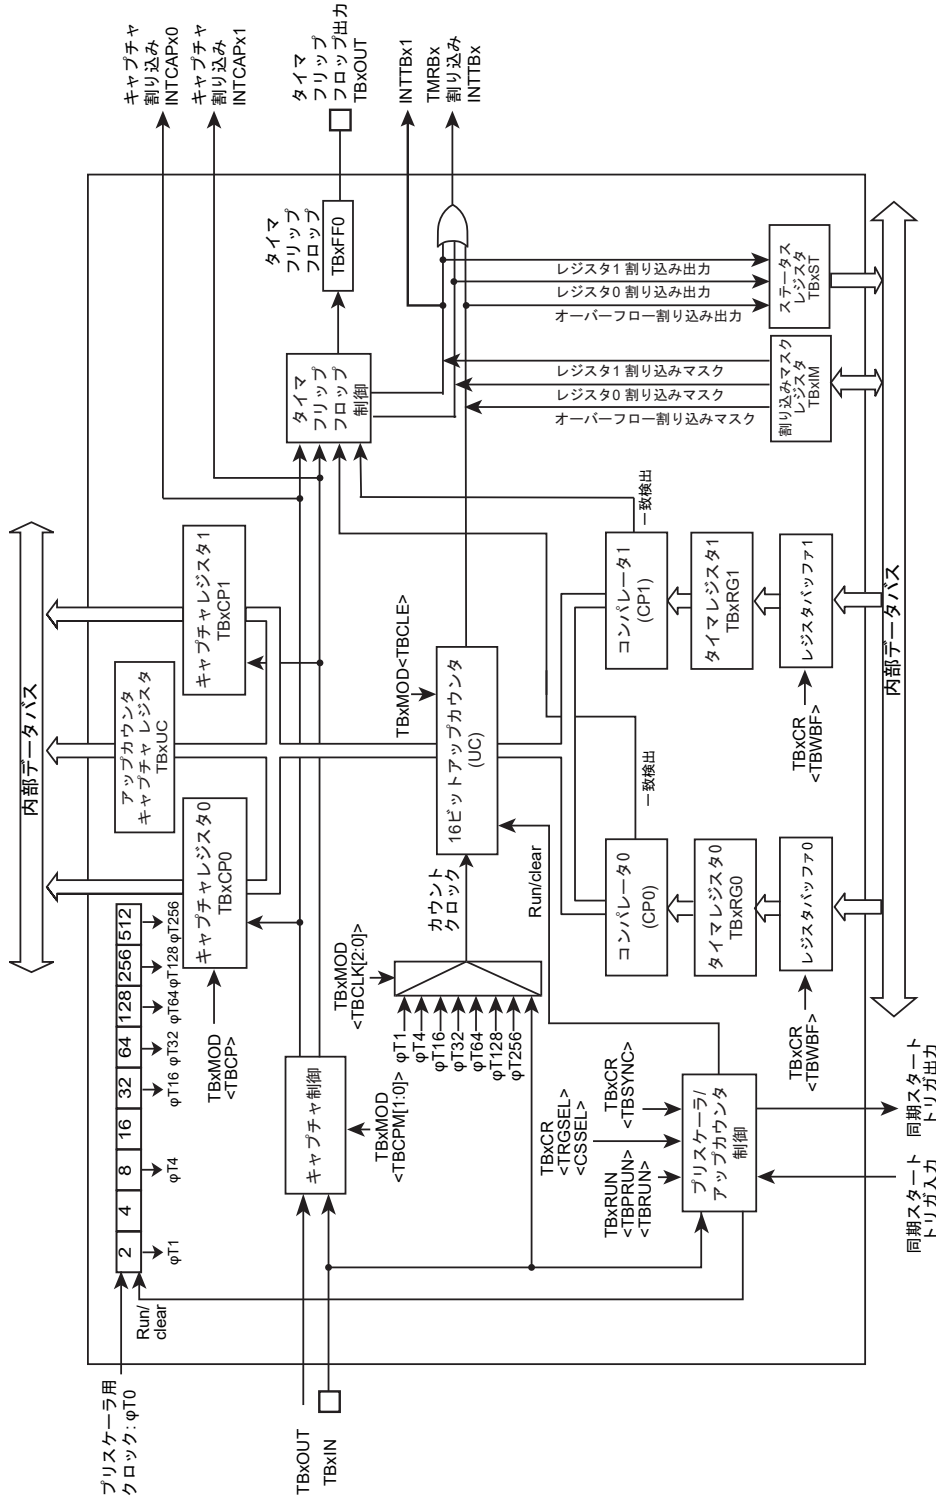 プリスケーラ用
クロック: φT0
Run/
clear
2
4
8
16
32
64
128
256
512
φT1
φT4
φT16
φT32
φT64
φT128
φT256
内部データバス
アップカウンタ
キャプチャ レジスタ
TBxUC
キャプチャレジスタ0
TBxCP0
キャプチャレジスタ1
TBxCP1
TBxMOD
<TBCP>
TBxOUT
TBxIN
キャプチャ制御
TBxMOD
<TBCPM[1:0]>
キャプチャ
割り込み
INTCAPx0
キャプチャ
割り込み
INTCAPx1
タイマ
フリップ
フロップ
制御
タイマ
フリップ
フロップ
TBxFF0
タイマ
フリップ
フロップ出力
TBxOUT
TBxMOD
<TBCLK[2:0]>
φT1
φT4
φT16
φT32
φT64
φT128
φT256
カウント
クロック
16ビットアップカウンタ
(UC)
TBxMOD<TBCLE>
Run/clear
INTTBx1
TMRBx
割り込み
INTTBx
レジスタ1 割り込み出力
レジスタ0 割り込み出力
オーバーフロー割り込み出力
レジスタ1 割り込みマスク
レジスタ0 割り込みマスク
オーバーフロー割り込みマスク
ステータス
レジスタ
TBxST
割り込みマスク
レジスタ
TBxIM
一致検出
コンパレータ0
(CP0)
タイマレジスタ0
TBxRG0
レジスタバッファ0
TBxCR
<TBWBF>
一致検出
コンパレータ1
(CP1)
タイマレジスタ1
TBxRG1
レジスタバッファ1
TBxCR
<TBWBF>
TBxRUN
<TBPRUN>
<TBRUN>
TBxCR
<TRGSEL>
<CSSEL>
TBxCR
<TBSYNC>
プリスケーラ/
アップカウンタ
制御
内部データバス
同期スタート
トリガ入力
同期スタート
トリガ出力